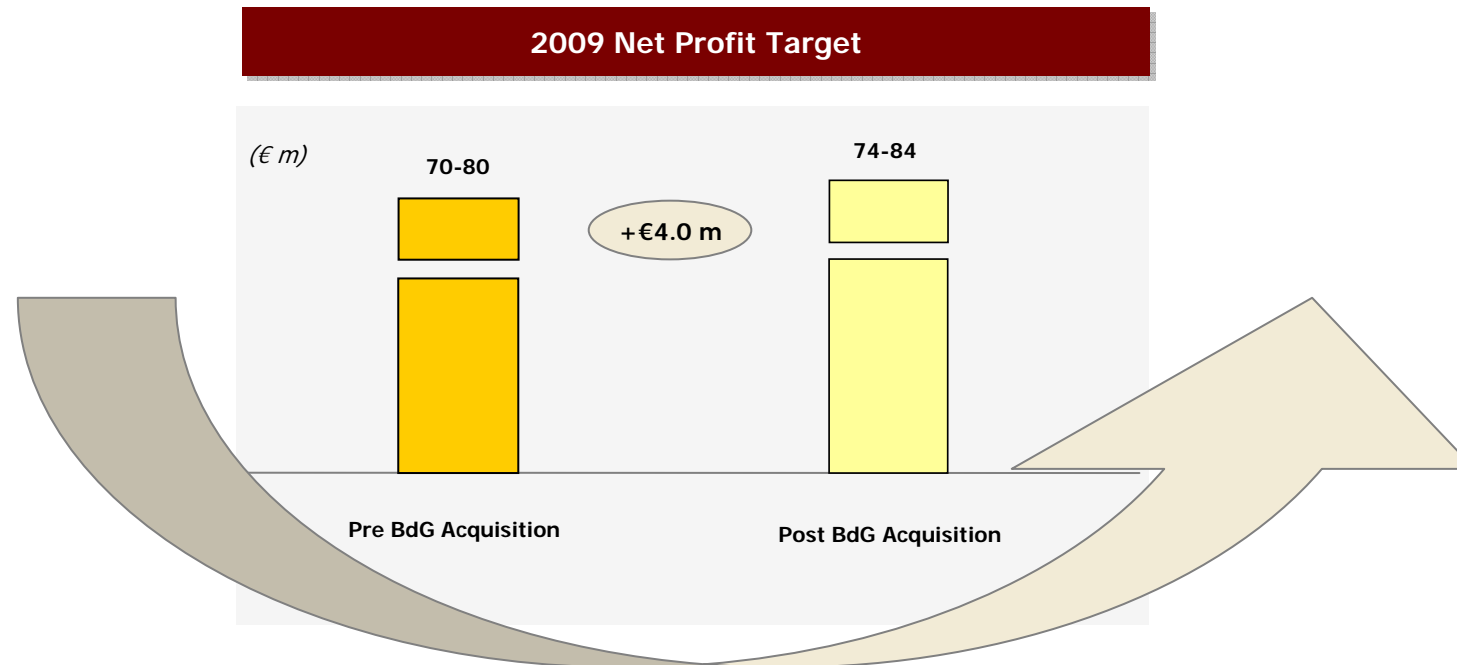 2009 Net Profit Target
(€ m)
70-80
74-84
+€4.0 m
Pre BdG Acquisition
Post BdG Acquisition